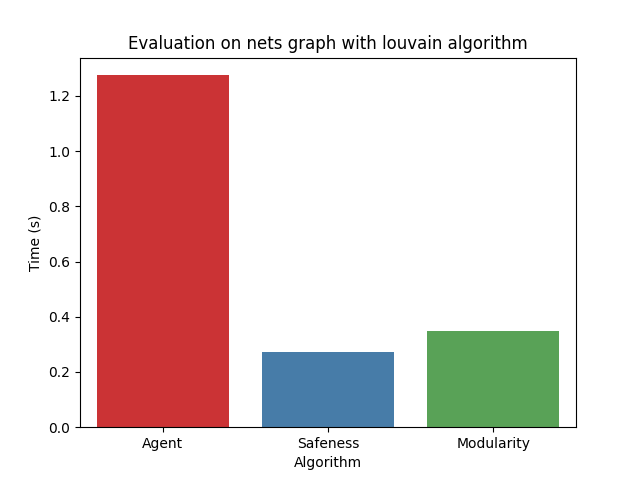 Evaluation on nets graph with louvain algorithm
Time (s)
1.2
1.0
0.8
0.6
0.4
0.2
0.0
Agent
Safeness
Modularity
Algorithm